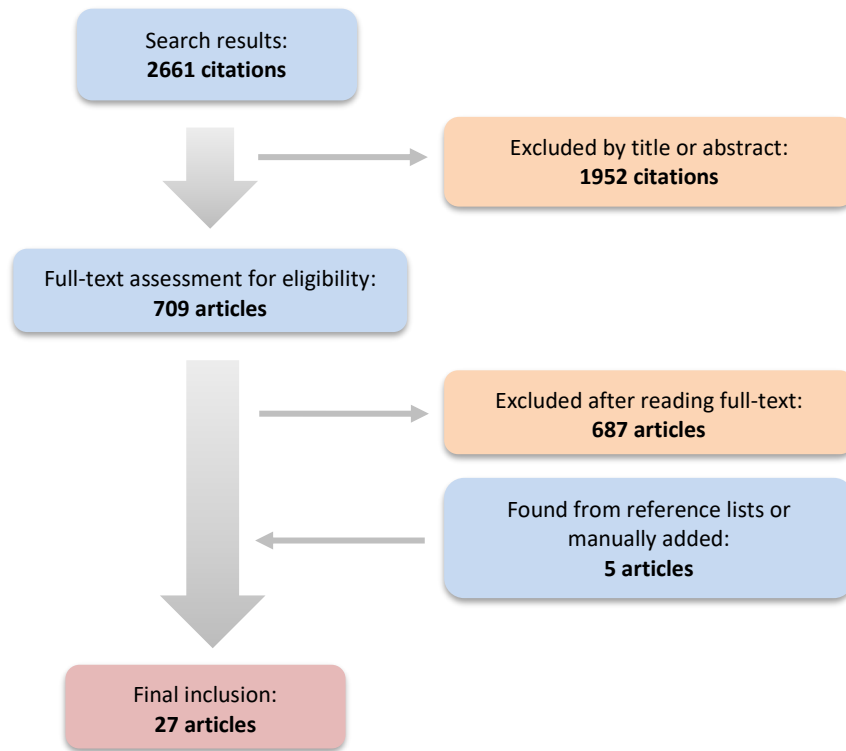 Search results:
2661 citations
Excluded by title or abstract:
1952 citations
Full-text assessment for eligibility:
709 articles
Excluded after reading full-text:
687 articles
Found from reference lists or
manually added:
5 articles
Final inclusion:
27 articles